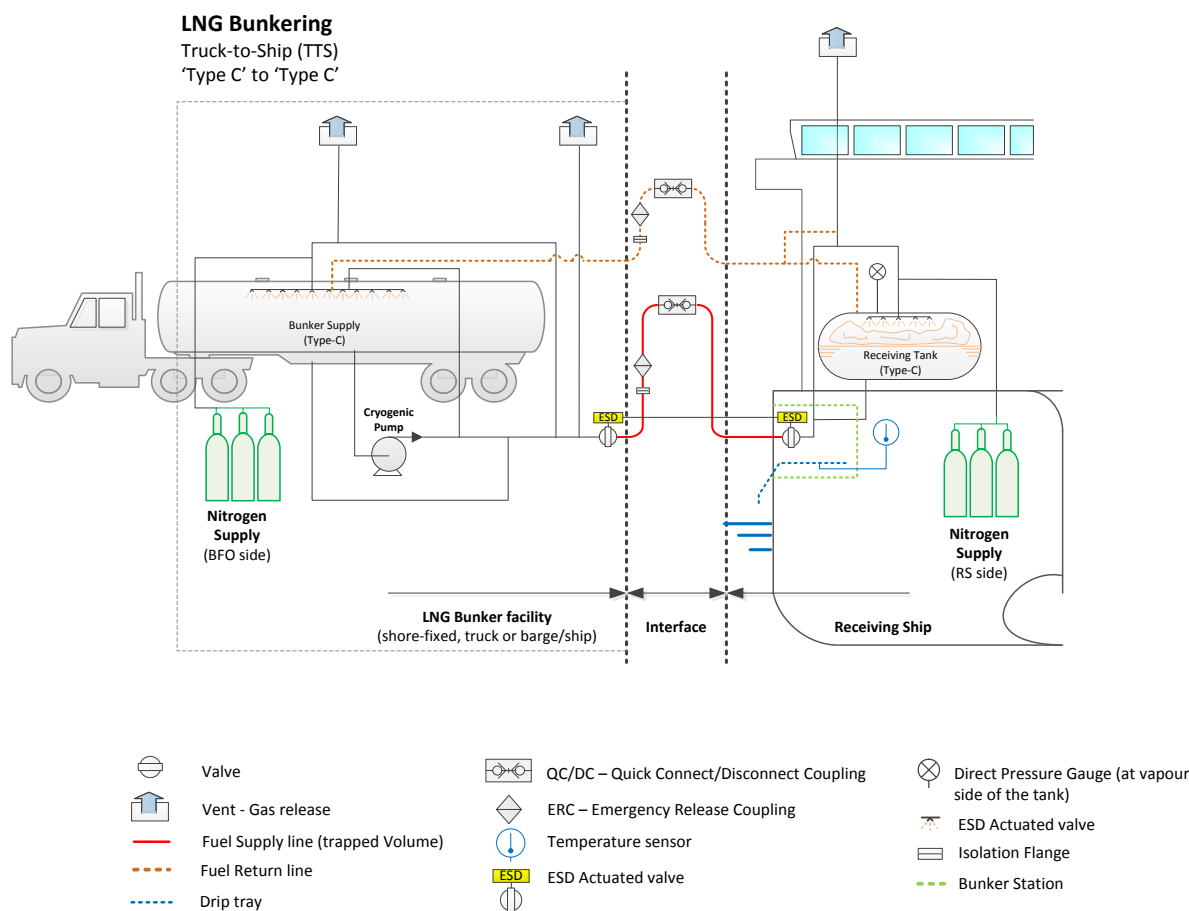 LNG Bunkering
Truck-to-Ship (TTS)
‘Type C’ to ‘Type C’
Bunker Supply
(Type-C)
Receiving Tank
(Type-C)
Cryogenic
Pump
ESD
ESD
Nitrogen
Supply
(BFO side)
Nitrogen
Supply
(RS side)
LNG Bunker facility
(shore-fixed, truck or barge/ship)
Interface
Receiving Ship
Valve
Vent - Gas release
Fuel Supply line (trapped Volume)
Fuel Return line
Drip tray
QC/DC – Quick Connect/Disconnect Coupling
ERC – Emergency Release Coupling
Temperature sensor
ESD
ESD Actuated valve
Direct Pressure Gauge (at vapour
side of the tank)
ESD Actuated valve
Isolation Flange
Bunker Station